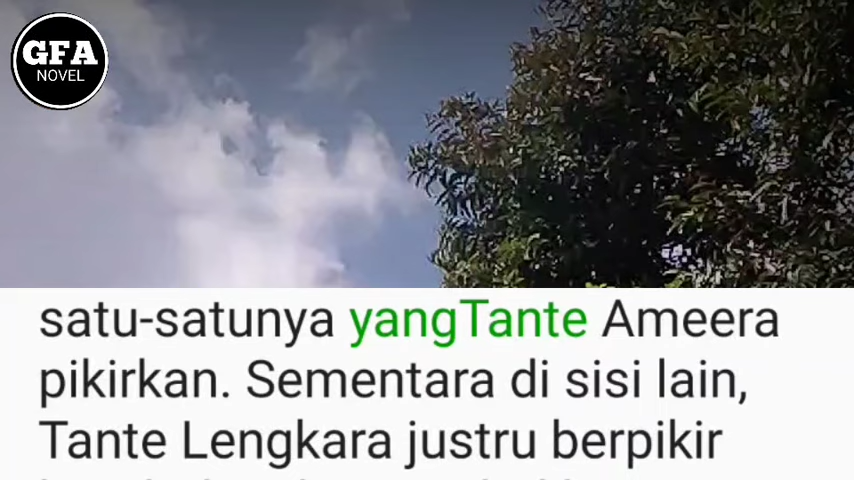 GFA
NOVEL
satu-satunya yangTante Ameera
pikirkan. Sementara di sisi lain,
Tante Lengkara justru berpikir